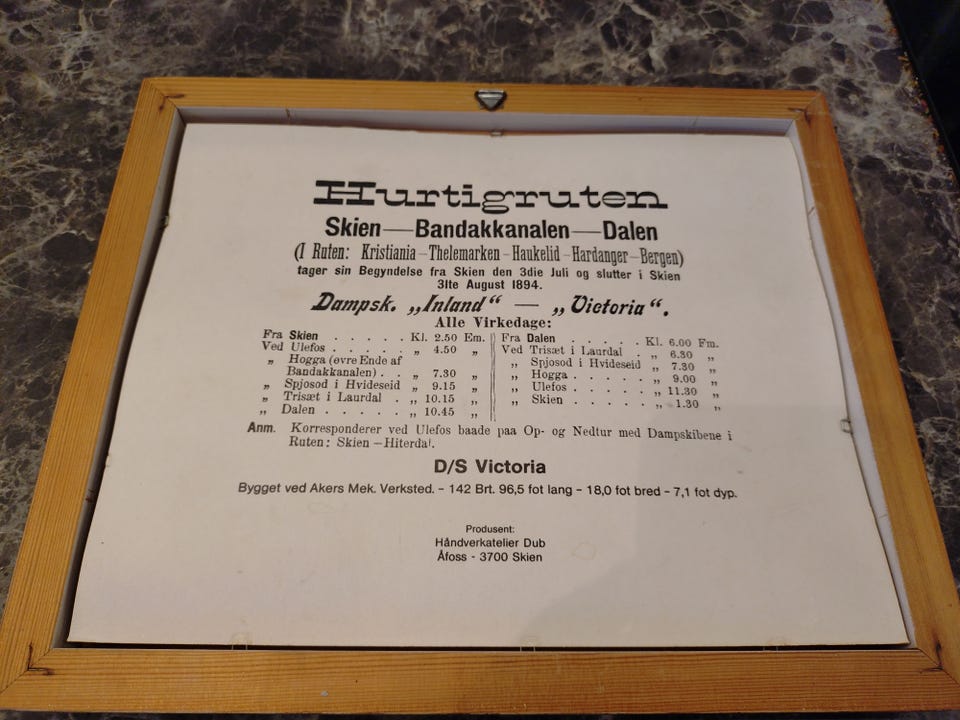 Hurtigruten
Skien—Bandakkanalen—Dalen
(I Ruten: Kristiania–Thelemarken–Haukelid–Hardanger–Bergen)
tager sin Begyndelse fra Skien den 3die Juli og slutter i Skien
31te August 1894.
Dampsk. „Inland“ — „Victoria“.
Alle Virkedage:
Fra Skien . . . . . Kl. 2.50 Em.
Ved Ulefos . . . . . „ 4.50 „
„ Hogga (øvre Ende af
Bandakkanalen) . . „ 7.30 „
„ Spjosod i Hvideseid „ 9.15 „
„ Trisæt i Laurdal . „ 10.15 „
„ Dalen . . . . . „ 10.45 „
Fra Dalen . . . . . Kl. 6.00 Fm.
Ved Trisæt i Laurdal . „ 6.30 „
„ Spjosod i Hvideseid „ 7.30 „
„ Hogga . . . . . „ 9.00 „
„ Ulefos . . . . . „ 11.30 „
„ Skien . . . . . „ 1.30 „
Anm. Korresponderer ved Ulefos baade paa Op- og Nedtur med Dampskibene i
Ruten: Skien–Hiterdal.
D/S Victoria
Bygget ved Akers Mek. Verksted. - 142 Brt. 96,5 fot lang - 18,0 fot bred - 7,1 fot dyp.
Produsent:
Håndverkatelier Dub
Åfoss - 3700 Skien